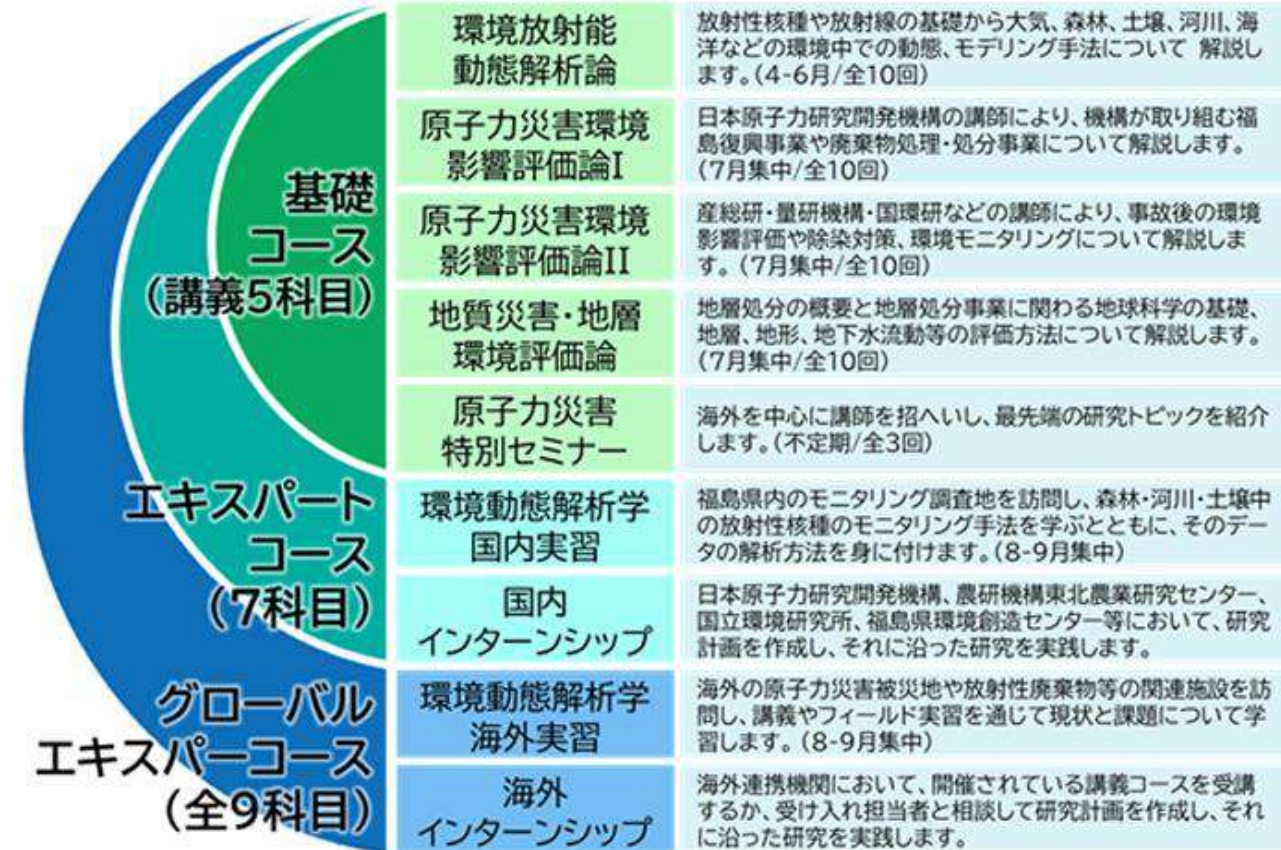 基礎
コース
（講義5科目）
エキスパート
コース
（7科目）
グローバル
エキスパーコース
（全9科目）
環境放射能
動態解析論
放射性核種や放射線の基礎から大気、森林、土壌、河川、海
洋などの環境中での動態、モデリング手法について 解説し
ます。（4-6月/全10回）
原子力災害環境
影響評価論I
日本原子力研究開発機構の講師により、機構が取り組む福
島復興事業や廃棄物処理・処分事業について解説します。
（7月集中/全10回）
原子力災害環境
影響評価論II
産総研・量研機構・国環研などの講師により、事故後の環境
影響評価や除染対策、環境モニタリングについて解説しま
す。（7月集中/全10回）
地質災害・地層
環境評価論
地層処分の概要と地層処分事業に関わる地球科学の基礎、
地層、地形、地下水流動等の評価方法について解説します。
（7月集中/全10回）
原子力災害
特別セミナー
海外を中心に講師を招へいし、最先端の研究トピックを紹介
します。（不定期/全3回）
環境動態解析学
国内実習
福島県内のモニタリング調査地を訪問し、森林・河川・土壌中
の放射性核種のモニタリング手法を学ぶとともに、そのデー
タの解析方法を身に付けます。（8-9月集中）
国内
インターンシップ
日本原子力研究開発機構、農研機構東北農業研究センター、
国立環境研究所、福島県環境創造センター等において、研究
計画を作成し、それに沿った研究を実践します。
環境動態解析学
海外実習
海外の原子力災害被災地や放射性廃棄物等の関連施設を訪
問し、講義やフィールド実習を通じて現状と課題について学
習します。（8-9月集中）
海外
インターンシップ
海外連携機関において、開催されている講義コースを受講
するか、受け入れ担当者と相談して研究計画を作成し、それ
に沿った研究を実践します。